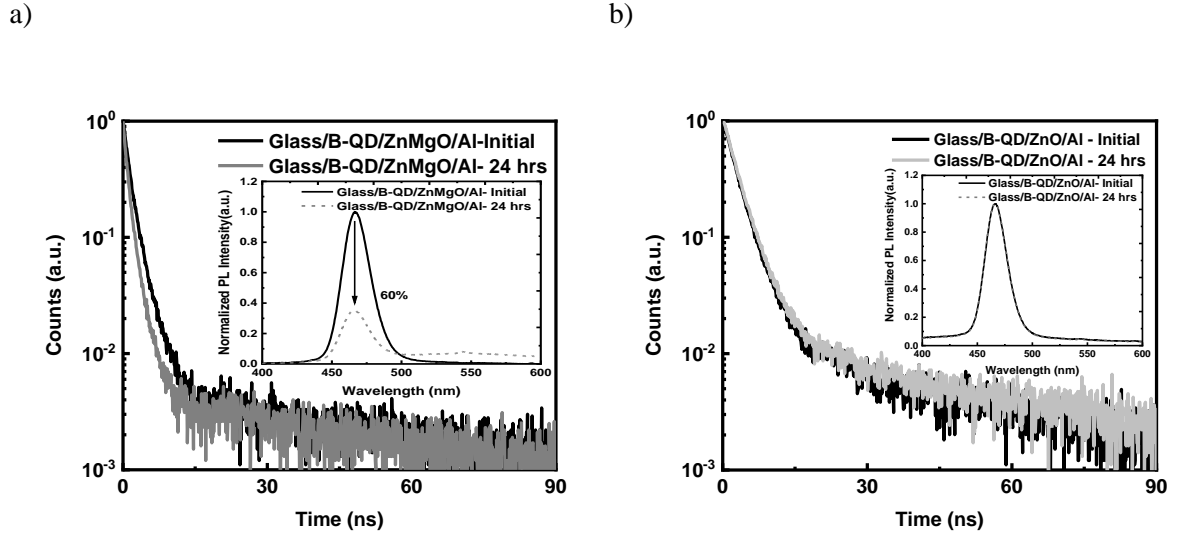 a)
b)
10^0
10^-1
10^-2
10^-3
Counts (a.u.)
0
30
60
90
Time (ns)
Glass/B-QD/ZnMgO/Al-Initial
Glass/B-QD/ZnMgO/Al- 24 hrs
Normalized PL Intensity(a.u.)
1.2
1.0
0.8
0.6
0.4
0.2
0.0
400
450
500
550
600
Wavelength (nm)
Glass/B-QD/ZnMgO/Al- Initial
Glass/B-QD/ZnMgO/Al- 24 hrs
60%
10^0
10^-1
10^-2
10^-3
Counts (a.u.)
0
30
60
90
Time (ns)
Glass/B-QD/ZnO/Al - Initial
Glass/B-QD/ZnO/Al - 24 hrs
Normalized PL Intensity(a.u.)
1.2
1.0
0.8
0.6
0.4
0.2
0.0
400
450
500
550
600
Wavelength (nm)
Glass/B-QD/ZnO/Al- Initial
Glass/B-QD/ZnO/Al- 24 hrs